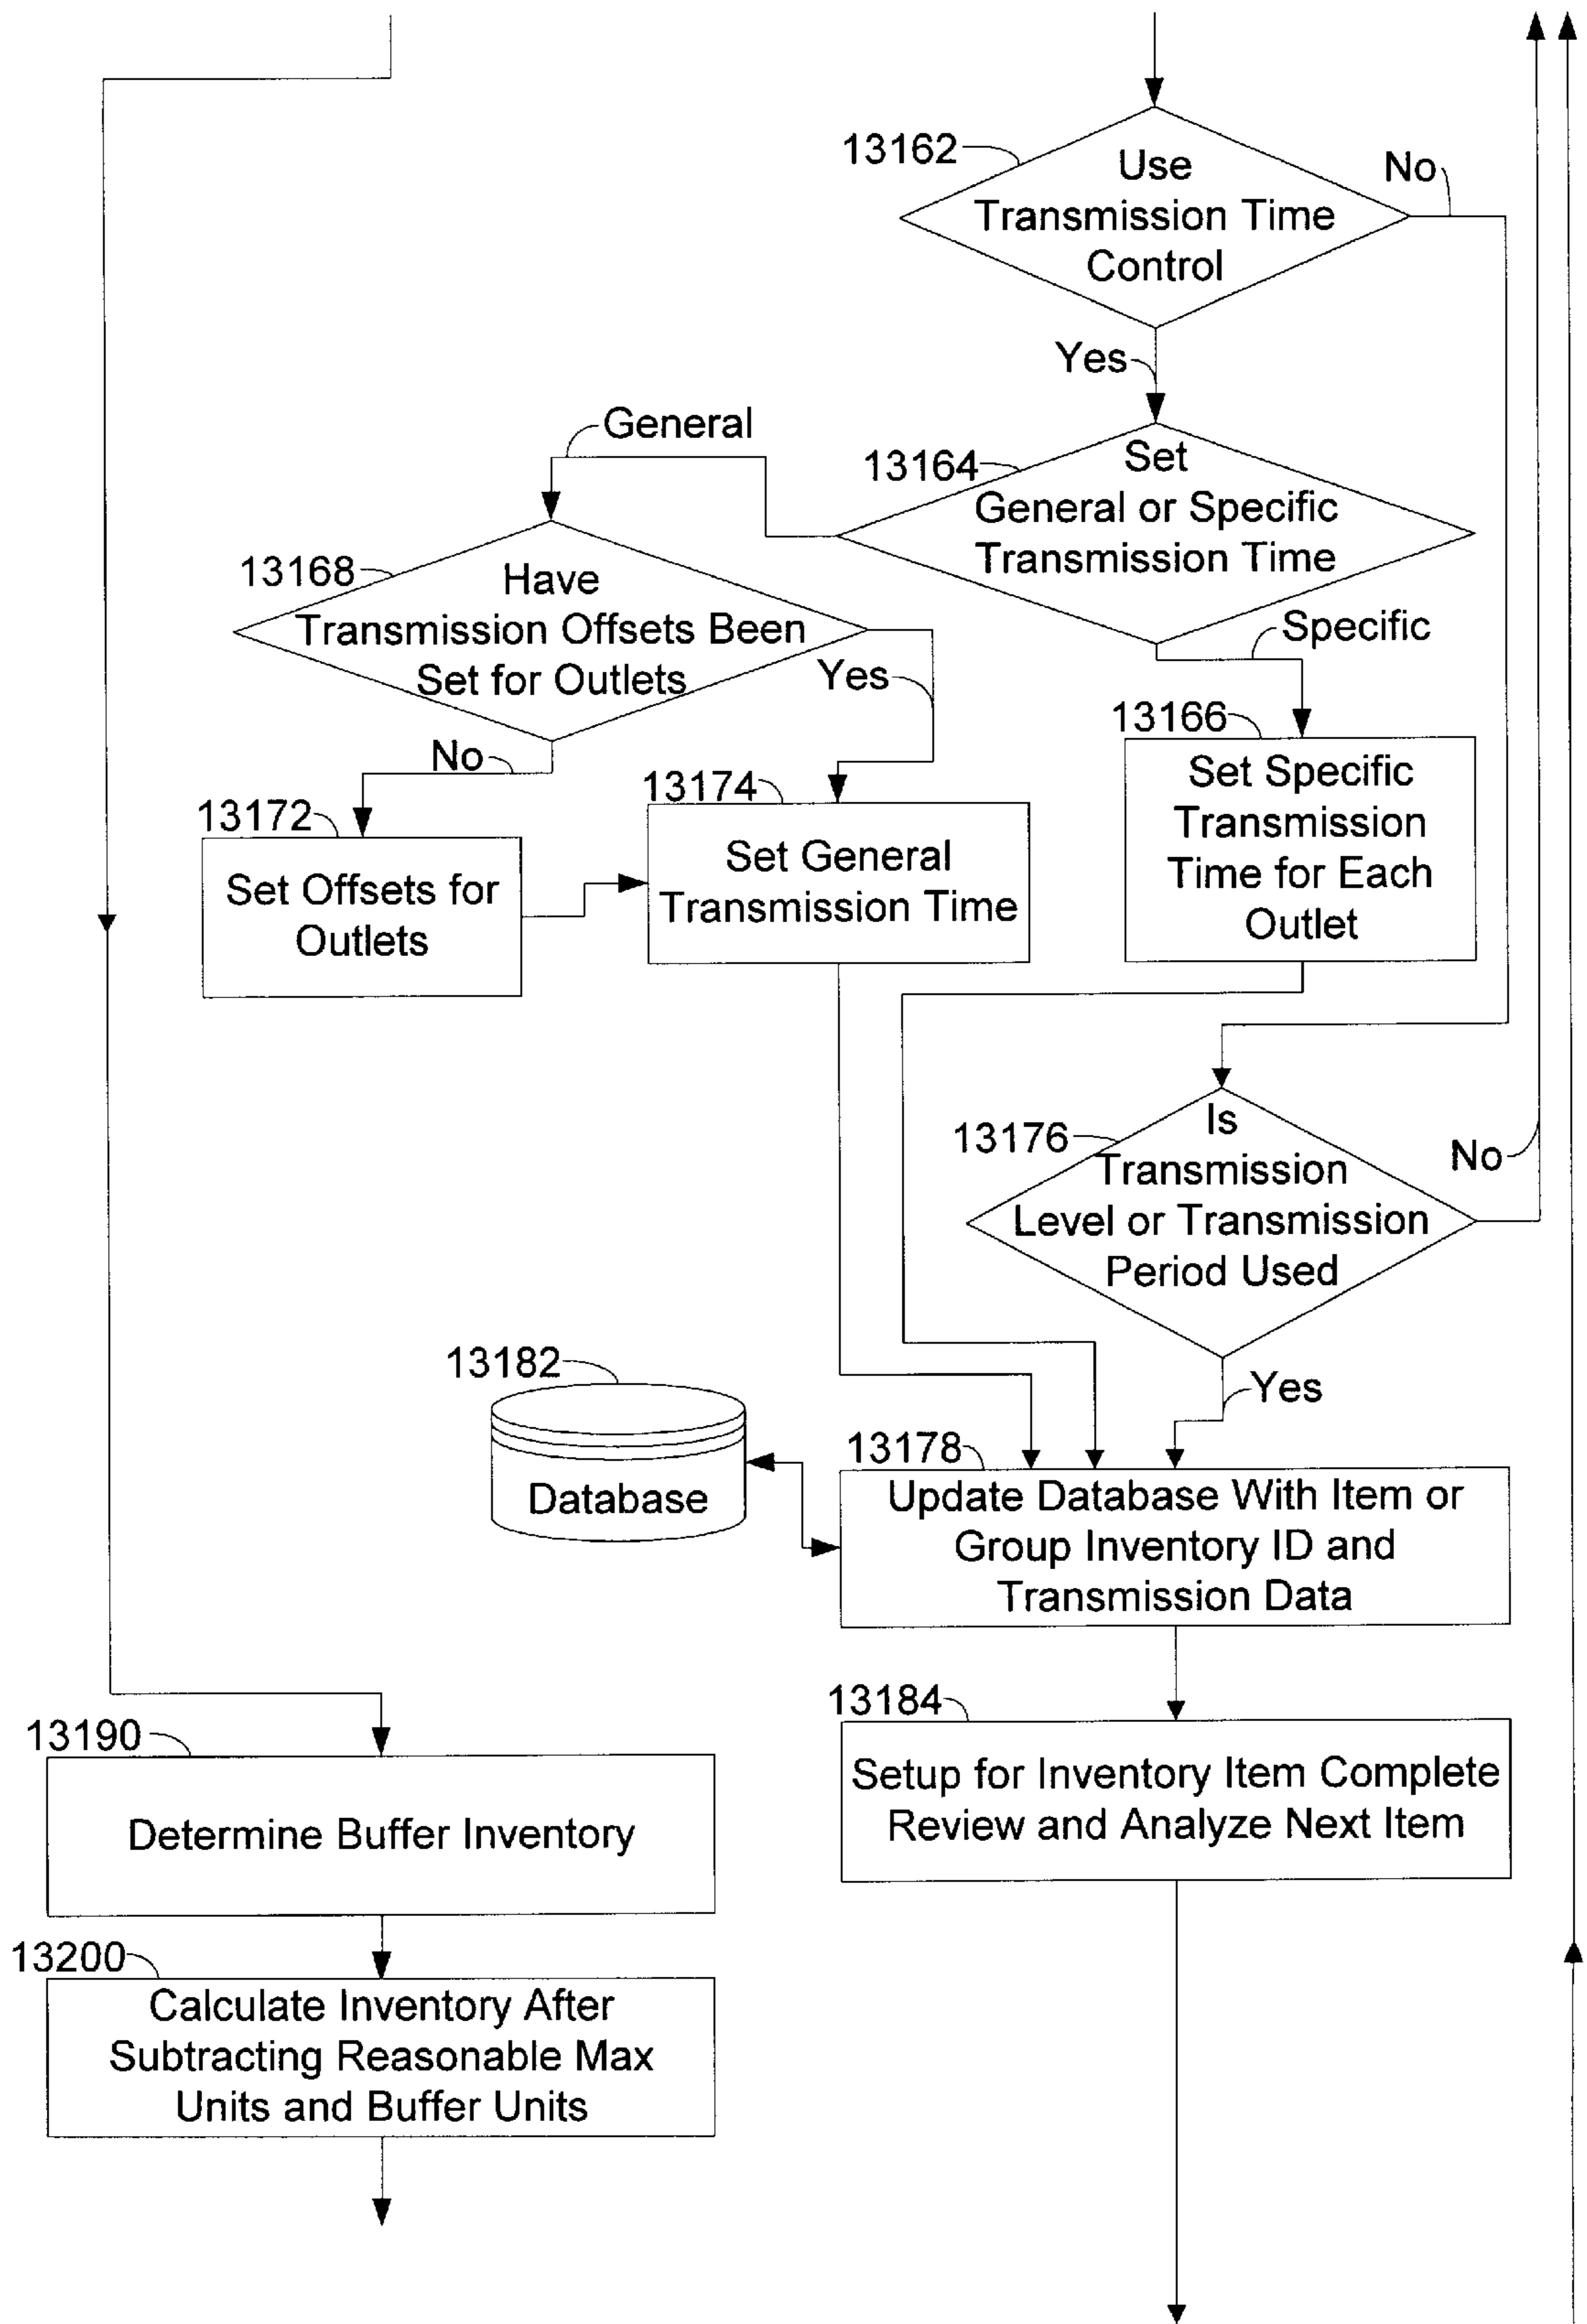 13162
Use
Transmission Time
Control
No
Yes
General
13164
Set
General or Specific
Transmission Time
13168
Have
Transmission Offsets Been
Set for Outlets
Yes
No
Specific
13166
Set Specific
Transmission
Time for Each
Outlet
13172
Set Offsets for
Outlets
13174
Set General
Transmission Time
13176
Is
Transmission
Level or Transmission
Period Used
No
Yes
13182
Database
13178
Update Database With Item or
Group Inventory ID and
Transmission Data
13184
Setup for Inventory Item Complete
Review and Analyze Next Item
13190
Determine Buffer Inventory
13200
Calculate Inventory After
Subtracting Reasonable Max
Units and Buffer Units